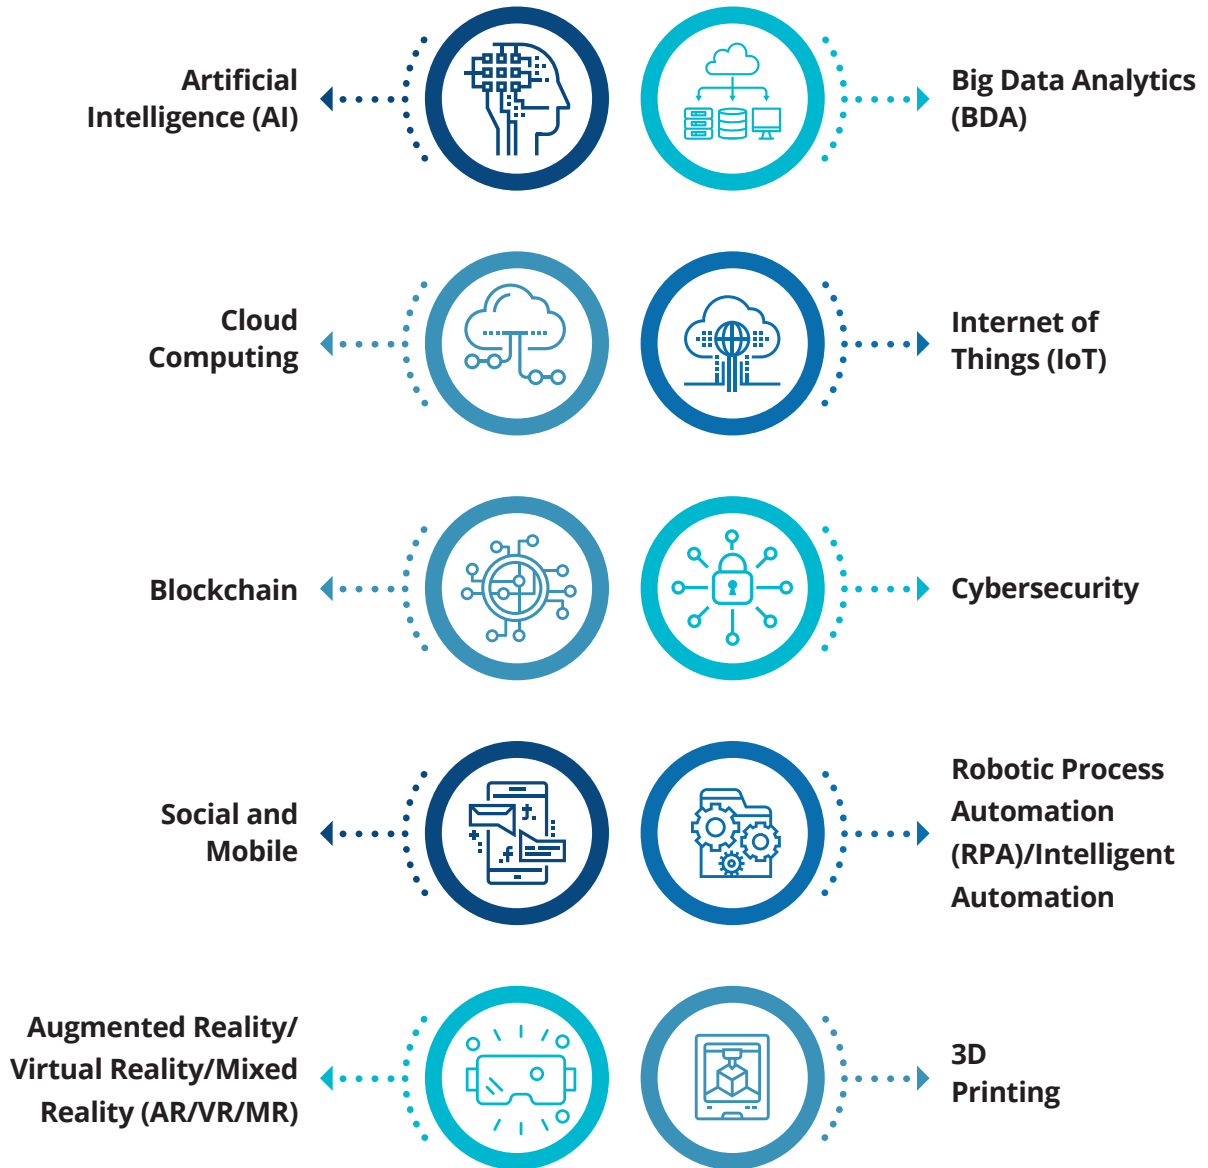 Artificial
Intelligence (AI)
Big Data Analytics
(BDA)
Cloud
Computing
Internet of
Things (IoT)
Blockchain
Cybersecurity
Social and
Mobile
Robotic Process
Automation
(RPA)/Intelligent
Automation
Augmented Reality/
Virtual Reality/Mixed
Reality (AR/VR/MR)
3D
Printing